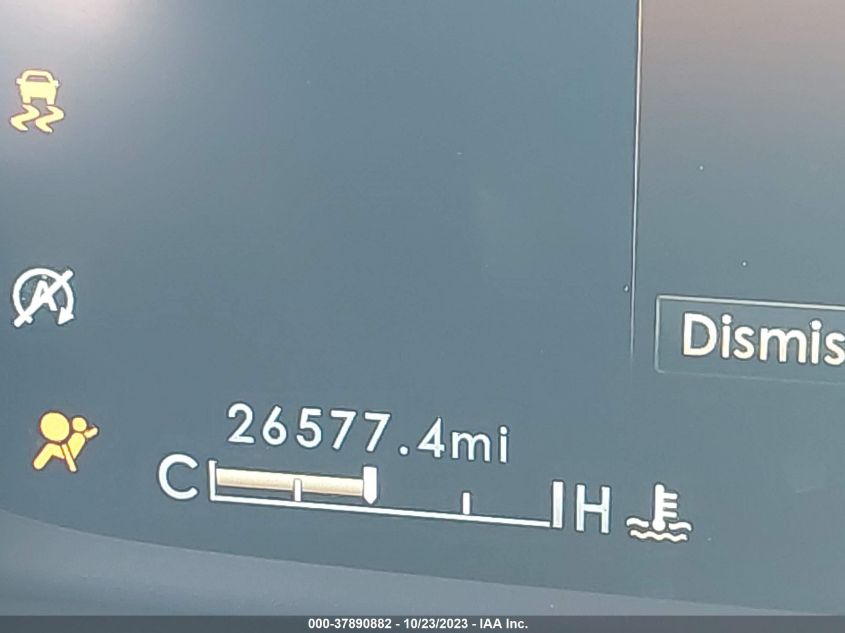 A
Dismis
26577.4mi
C H
000-37890882 - 10/23/2023 - IAA Inc.